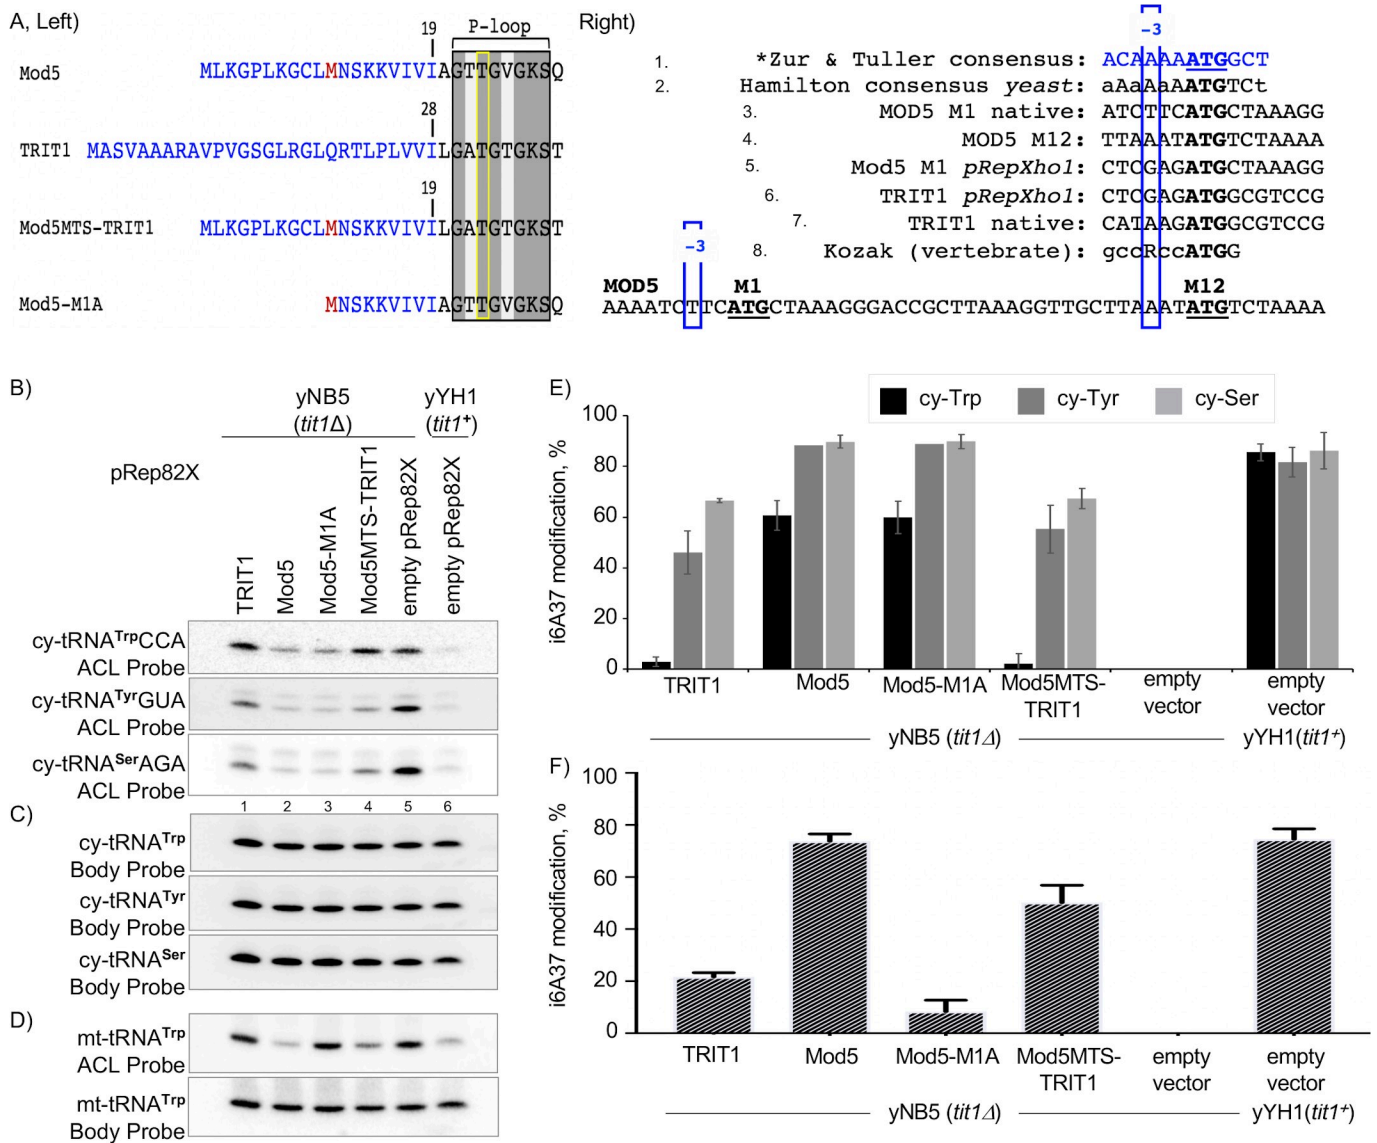 A, Left)
19
P-loop
Mod5
MLKGPLKGCLMNSKKVIVIAGTTGVGKSQ
28
TRIT1
MASVAAARAVPVGSGLRGLQRTLPLVVILGATGTGKST
19
Mod5MTS-TRIT1
MLKGPLKGCLMNSKKVIVILGATGTGKST
Mod5-M1A
MNSKKVIVIAGTTGVGKSQ
Right)
-3
1. *Zur & Tuller consensus: ACAAAAATGGCT
2. Hamilton consensus yeast: aAaAaAATGTCt
3. MOD5 M1 native: ATCTTCATGCTAAAGG
4. MOD5 M12: TTAAATATGTCTAAAA
5. Mod5 M1 pRepXho1: CTCGAGATGCTAAAGG
6. TRIT1 pRepXho1: CTCGAGATGGCGTCCG
7. TRIT1 native: CATAAGATGGCGTCCG
-3
8. Kozak (vertebrate): gccRccATGG
MOD5 M1 M12
AAAATCTTCATGCTAAAGGGACCGCTTAAAGGTTGCTTAAATATGTCTAAAA
B)
yNB5
(tit1Δ)
yYH1
(tit1+)
pRep82X
TRIT1
Mod5
Mod5-M1A
Mod5MTS-TRIT1
empty pRep82X
empty pRep82X
cy-tRNATrpCCA
ACL Probe
cy-tRNATyrGUA
ACL Probe
cy-tRNASerAGA
ACL Probe
1 2 3 4 5 6
C)
cy-tRNATrp
Body Probe
cy-tRNATyr
Body Probe
cy-tRNASer
Body Probe
D)
mt-tRNATrp
ACL Probe
mt-tRNATrp
Body Probe
E)
cy-Trp cy-Tyr cy-Ser
i6A37 modification, %
100
80
60
40
20
0
TRIT1
Mod5
Mod5-M1A
Mod5MTS-
TRIT1
empty
vector
empty
vector
yNB5 (tit1Δ)
yYH1(tit1+)
F)
i6A37 modification, %
100
80
60
40
20
0
TRIT1
Mod5
Mod5-M1A
Mod5MTS-
TRIT1
empty
vector
empty
vector
yNB5 (tit1Δ)
yYH1(tit1+)